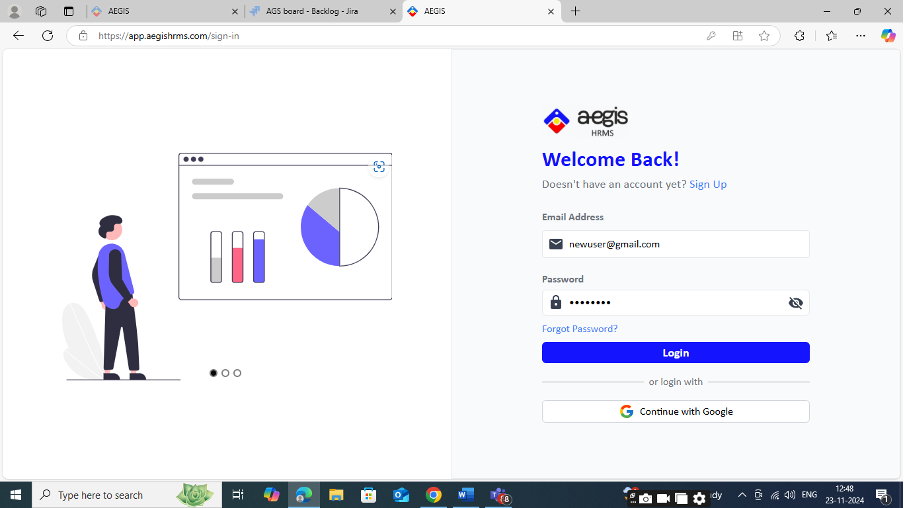 AEGIS
AGS board - Backlog - Jira
AEGIS
https://app.aegishrms.com/sign-in
aegis
HRMS
Welcome Back!
Doesn't have an account yet? Sign Up
Email Address
newuser@gmail.com
Password
••••••••
Forgot Password?
Login
or login with
Continue with Google
Type here to search
8
ENG
12:48
23-11-2024
1